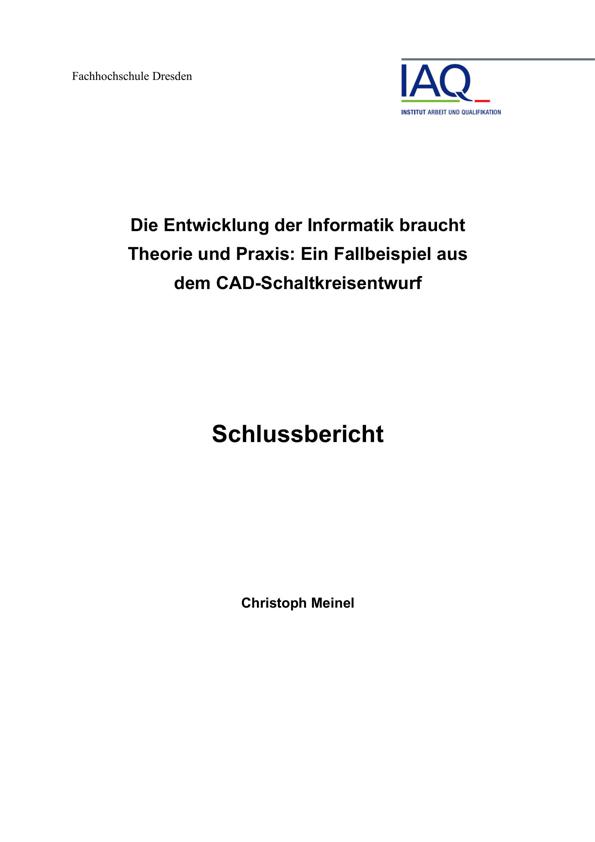 Fachhochschule Dresden
IAQ
INSTITUT ARBEIT UND QUALIFIKATION
Die Entwicklung der Informatik braucht
Theorie und Praxis: Ein Fallbeispiel aus
dem CAD-Schaltkreisentwurf
Schlussbericht
Christoph Meinel